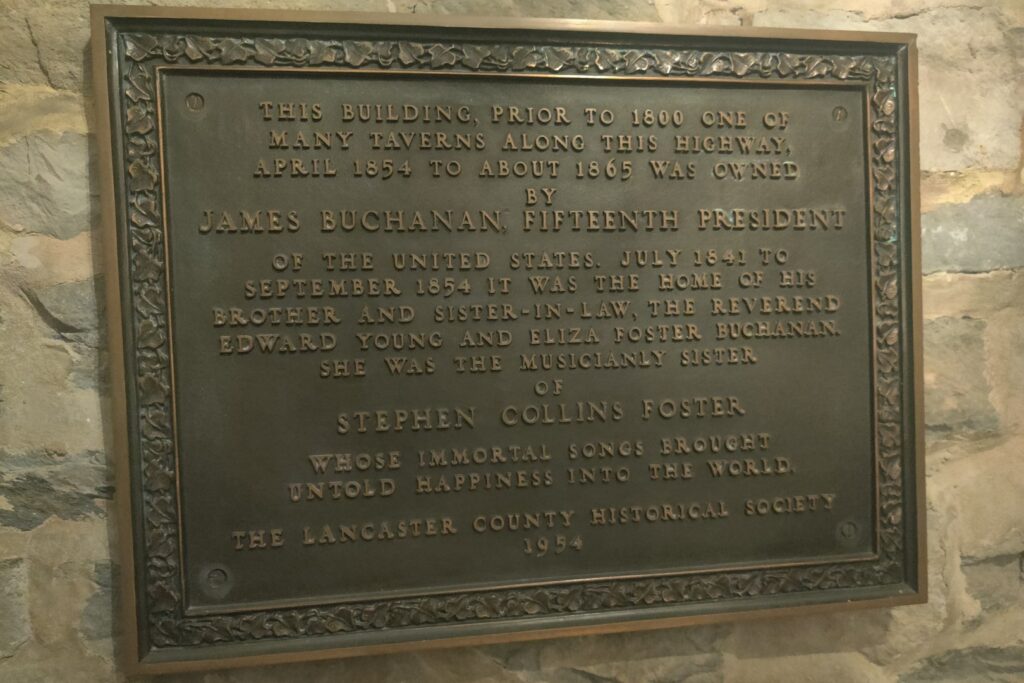 THIS BUILDING, PRIOR TO 1800 ONE OF
MANY TAVERNS ALONG THIS HIGHWAY,
APRIL 1854 TO ABOUT 1865 WAS OWNED
BY
JAMES BUCHANAN, FIFTEENTH PRESIDENT
OF THE UNITED STATES. JULY 1841 TO
SEPTEMBER 1854 IT WAS THE HOME OF HIS
BROTHER AND SISTER-IN-LAW, THE REVEREND
EDWARD YOUNG AND ELIZA FOSTER BUCHANAN.
SHE WAS THE MUSICIANLY SISTER
OF
STEPHEN COLLINS FOSTER
WHOSE IMMORTAL SONGS BROUGHT
UNTOLD HAPPINESS INTO THE WORLD.
THE LANCASTER COUNTY HISTORICAL SOCIETY
1954